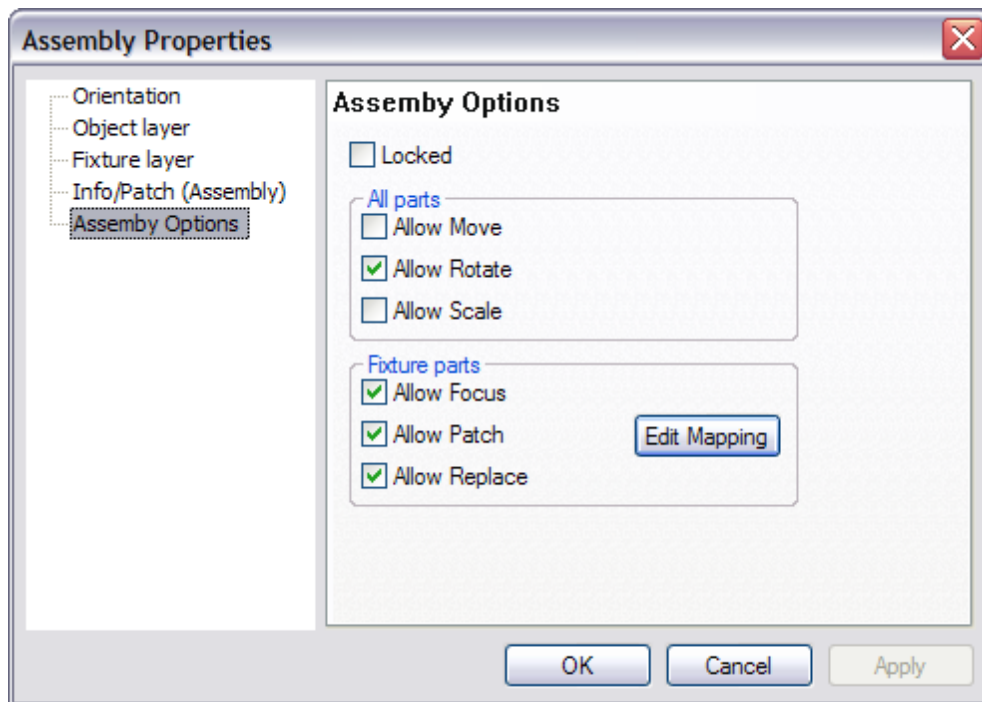 Assembly Properties
Orientation
Object layer
Fixture layer
Info/Patch (Assembly)
Assemby Options
Assemby Options
Locked
All parts
Allow Move
Allow Rotate
Allow Scale
Fixture parts
Allow Focus
Allow Patch
Edit Mapping
Allow Replace
OK
Cancel
Apply